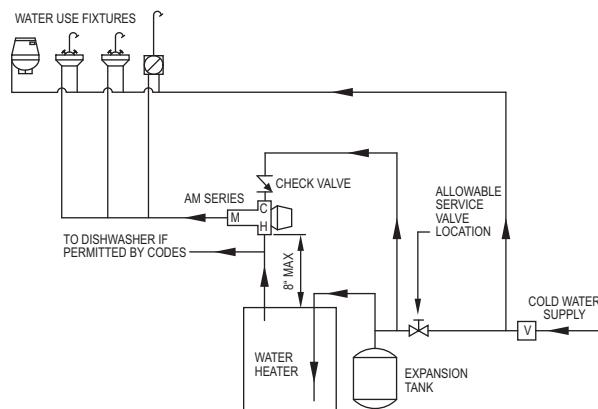 WATER USE FIXTURES
AM SERIES
CHECK VALVE
C
M
H
ALLOWABLE
SERVICE
VALVE
LOCATION
TO DISHWASHER IF
PERMITTED BY CODES
8" MAX
COLD WATER
SUPPLY
V
WATER
HEATER
EXPANSION
TANK